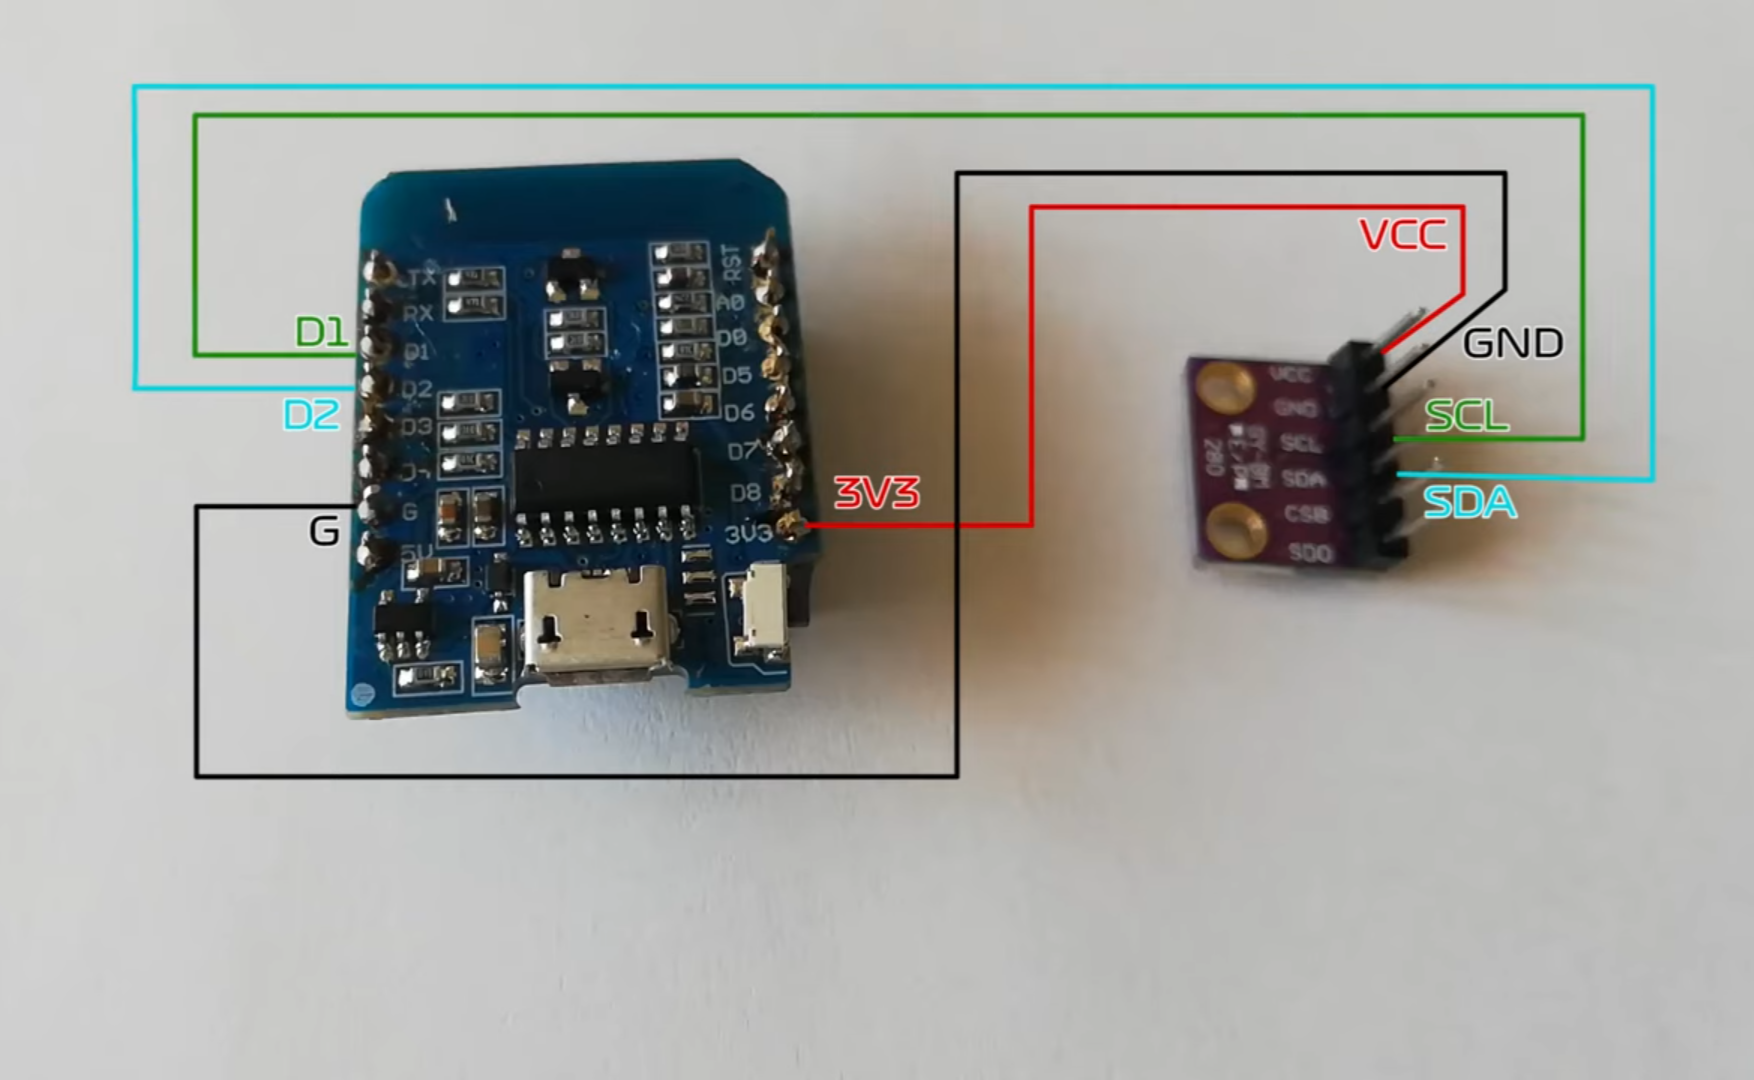 VCC
D1
GND
D2
SCL
3V3
SDA
G
TX
RX
D1
D2
D3
G
5V
RST
A0
D0
D5
D6
D7
D8
3V3
VCC
GND
SCL
SDA
CSB
SDO
280